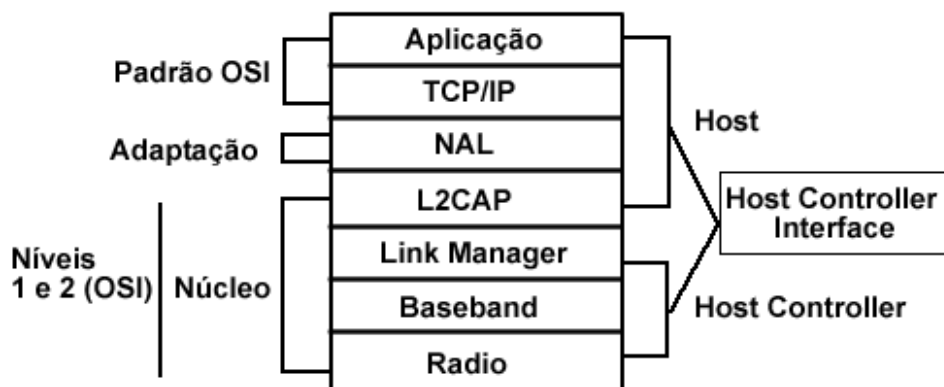 Aplicação
Padrão OSI
TCP/IP
Host
Adaptação
NAL
L2CAP
Host Controller
Interface
Link Manager
Níveis
1 e 2 (OSI)
Núcleo
Baseband
Host Controller
Radio